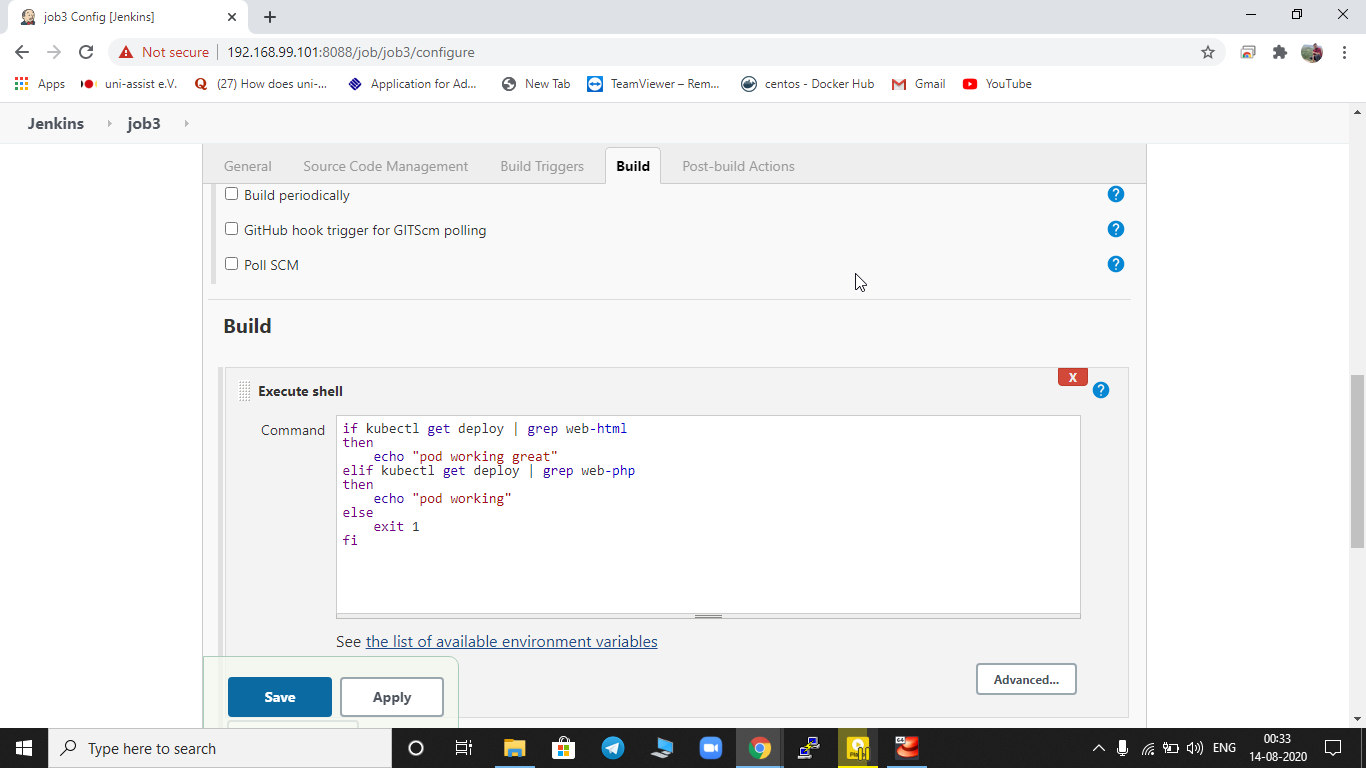 job3 Config [Jenkins]
Not secure 192.168.99.101:8088/job/job3/configure
Apps uni-assist e.V. (27) How does uni-... Application for Ad... New Tab TeamViewer – Rem... centos - Docker Hub Gmail YouTube
Jenkins job3
General Source Code Management Build Triggers Build Post-build Actions
Build periodically
GitHub hook trigger for GITScm polling
Poll SCM
Build
X
Execute shell
Command
if kubectl get deploy | grep web-html
then
    echo "pod working great"
elif kubectl get deploy | grep web-php
then
    echo "pod working"
else
    exit 1
fi
See the list of available environment variables
Advanced...
Save Apply
Type here to search
ENG
00:33
14-08-2020